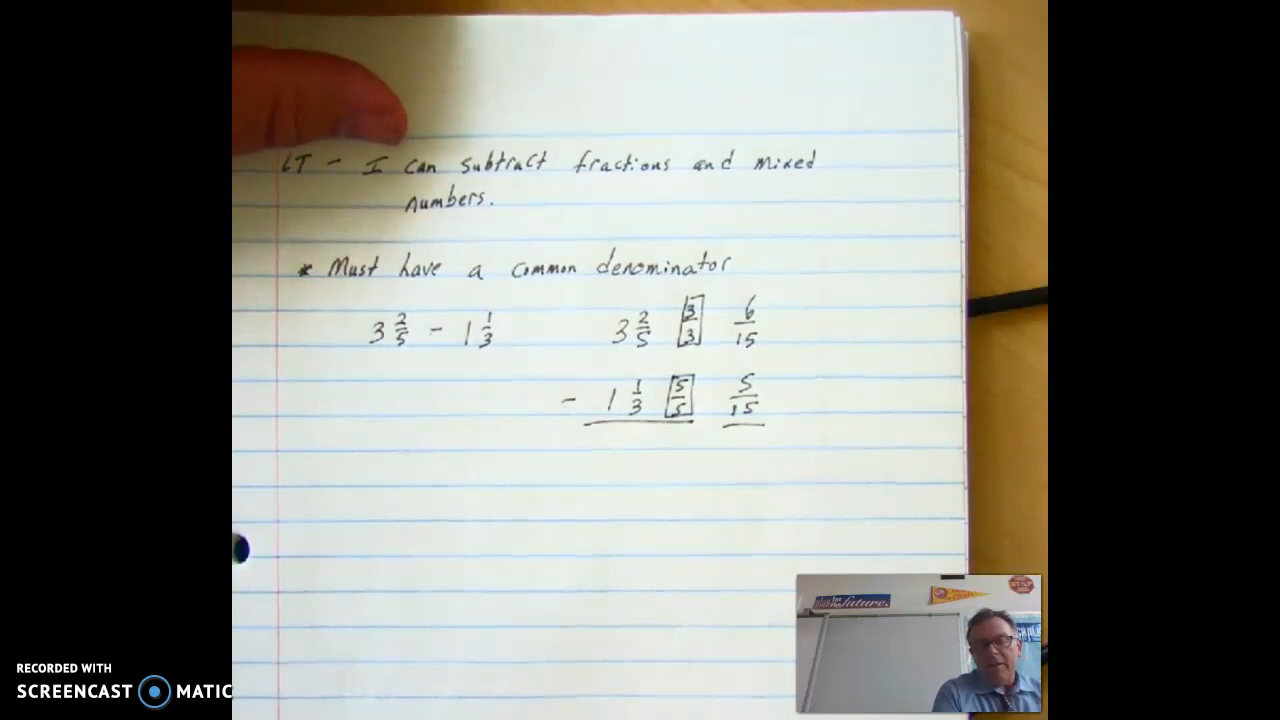 LT - I can subtract fractions and mixed
numbers.
* Must have a common denominator
3 2/5 - 1 1/3
3 2/5 [3/3] 6/15
- 1 1/3 [5/5] 5/15
future.
RECORDED WITH
SCREENCAST MATIC